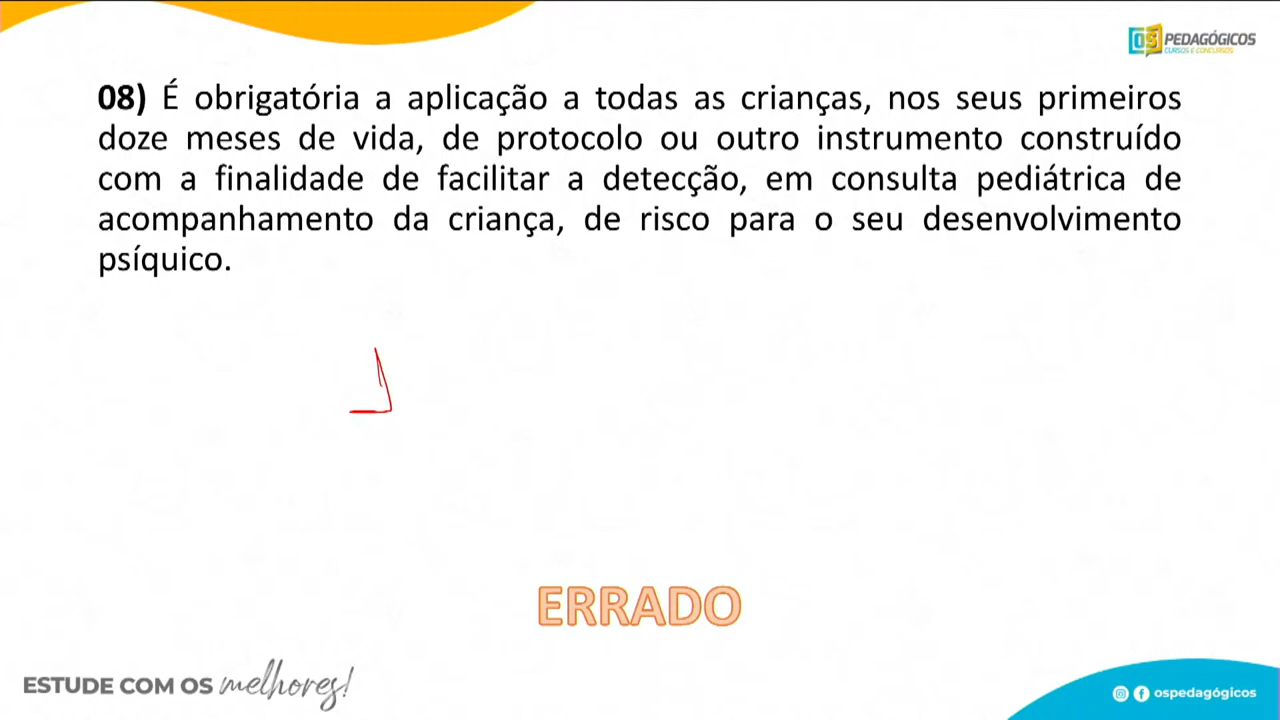 OS PEDAGÓGICOS
CURSOS E CONCURSOS
08) É obrigatória a aplicação a todas as crianças, nos seus primeiros
doze meses de vida, de protocolo ou outro instrumento construído
com a finalidade de facilitar a detecção, em consulta pediátrica de
acompanhamento da criança, de risco para o seu desenvolvimento
psíquico.
ERRADO
ESTUDE COM OS melhores!
ospedagógicos